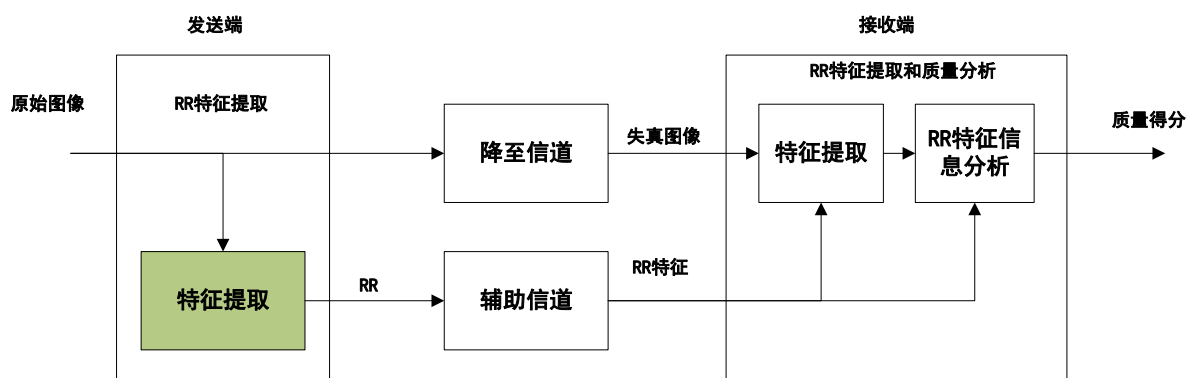 发送端
接收端
RR特征提取和质量分析
原始图像
RR特征提取
质量得分
降至信道
失真图像
特征提取
RR特征信
息分析
特征提取
RR
辅助信道
RR特征